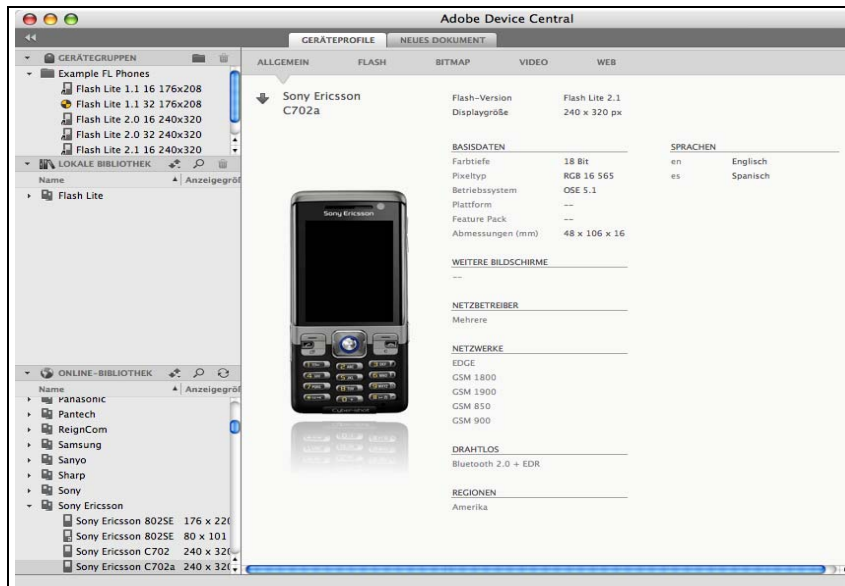 Adobe Device Central
GERÄTEPROFILE NEUES DOKUMENT
GERÄTEGRUPPEN
Example FL Phones
Flash Lite 1.1 16 176x208
Flash Lite 1.1 32 176x208
Flash Lite 2.0 16 240x320
Flash Lite 2.0 32 240x320
Flash Lite 2.1 16 240x320
LOKALE BIBLIOTHEK
Name Anzeigegröß
Flash Lite
ONLINE-BIBLIOTHEK
Name Anzeigegröß
Panasonic
Pantech
ReignCom
Samsung
Sanyo
Sharp
Sony
Sony Ericsson
Sony Ericsson 802SE 176 x 220
Sony Ericsson 802SE 80 x 101
Sony Ericsson C702 240 x 320
Sony Ericsson C702a 240 x 320
ALLGEMEIN FLASH BITMAP VIDEO WEB
Sony Ericsson
C702a
Flash-Version Flash Lite 2.1
Displaygröße 240 x 320 px
BASISDATEN
Farbtiefe 18 Bit
Pixeltyp RGB 16 565
Betriebssystem OSE 5.1
Plattform --
Feature Pack --
Abmessungen (mm) 48 x 106 x 16
WEITERE BILDSCHIRME
--
NETZBETREIBER
Mehrere
NETZWERKE
EDGE
GSM 1800
GSM 1900
GSM 850
GSM 900
DRAHTLOS
Bluetooth 2.0 + EDR
REGIONEN
Amerika
SPRACHEN
en Englisch
es Spanisch
Sony Ericsson
Cyber-shot